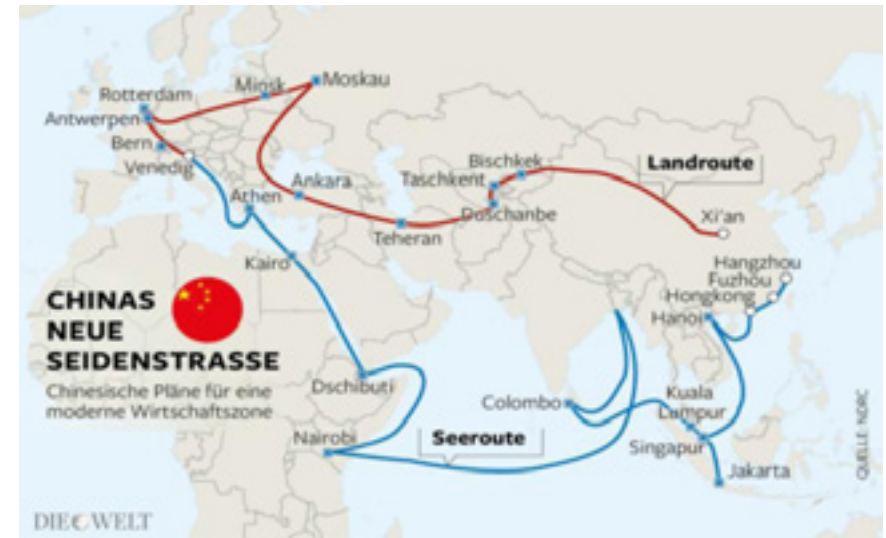 Rotterdam
Antwerpen
Bern
Venedig
Minsk
Moskau
Athen
Ankara
Kairo
Teheran
Taschkent
Bischkek
Duschanbe
Landroute
Xi'an
Hangzhou
Fuzhou
Hongkong
Hanoi
CHINAS
NEUE
SEIDENSTRASSE
Chinesische Pläne für eine
moderne Wirtschaftszone
Dschibuti
Nairobi
Seeroute
Colombo
Kuala
Lumpur
Singapur
Jakarta
QUELLE: NDRC
DIE WELT